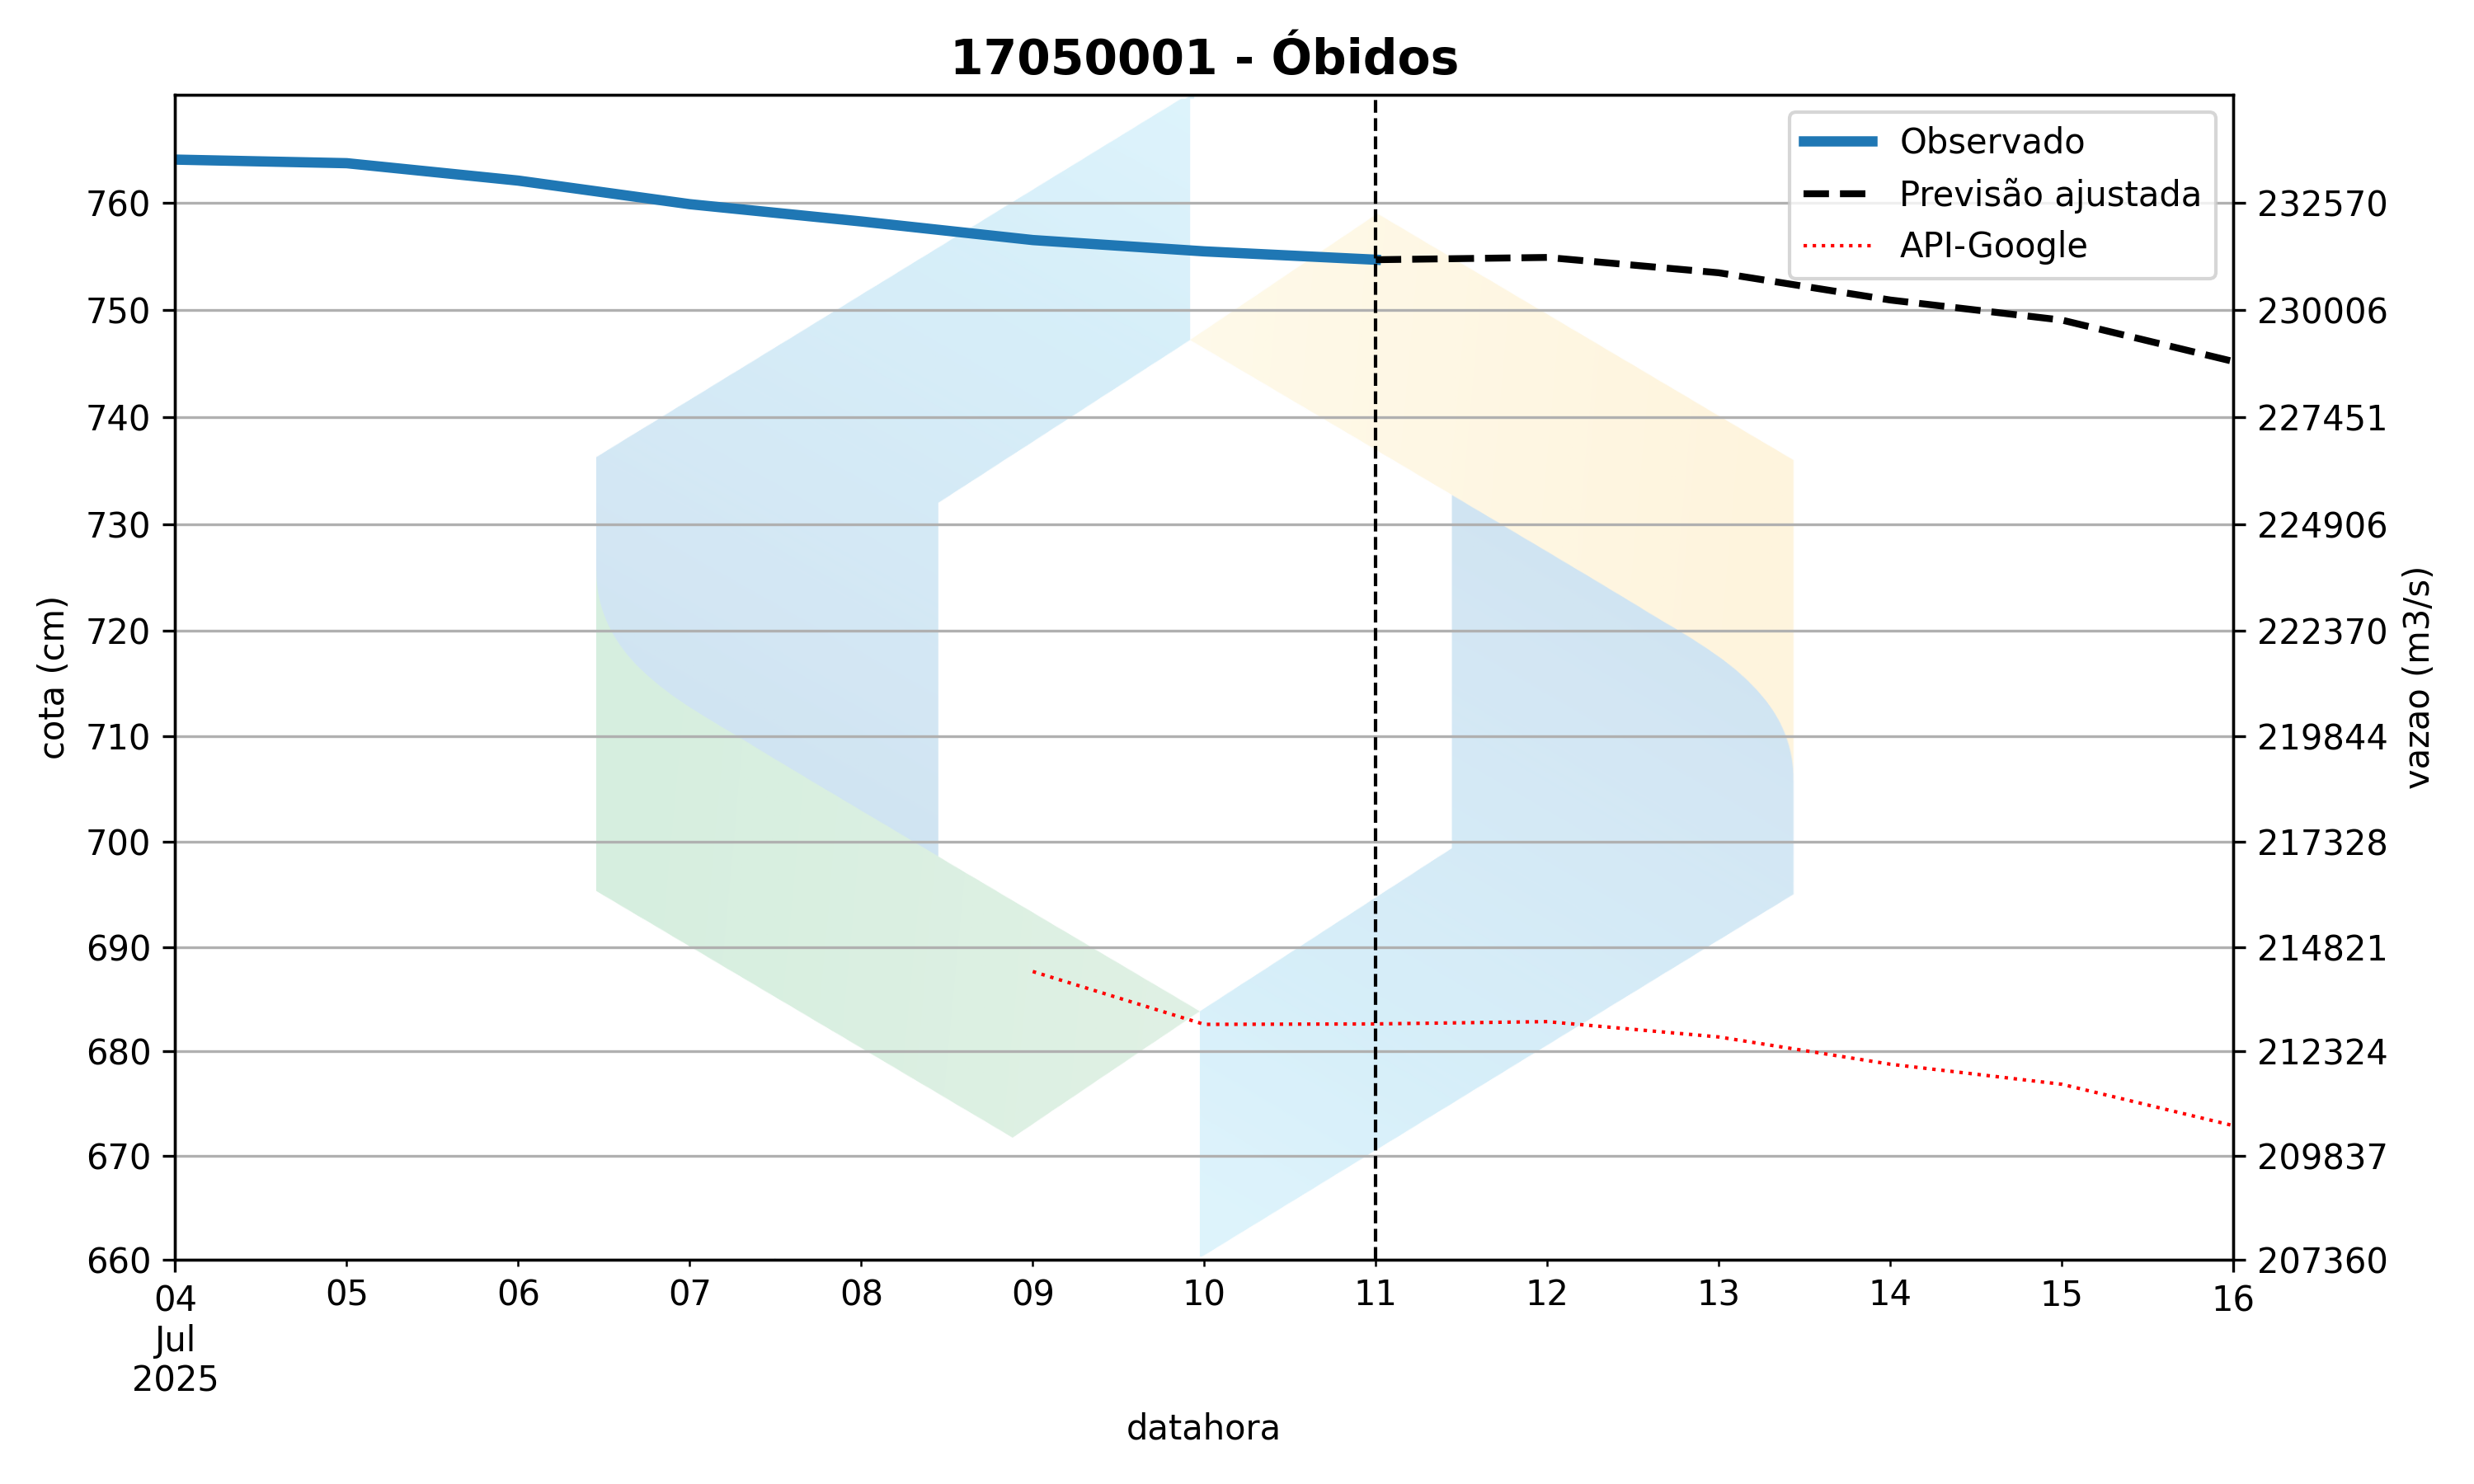 17050001 - Óbidos
Observado
Previsão ajustada
API-Google
cota (cm)
760
750
740
730
720
710
700
690
680
670
660
232570
230006
227451
224906
222370
219844
217328
214821
212324
209837
207360
vazao (m3/s)
04 05 06 07 08 09 10 11 12 13 14 15 16
Jul
2025
datahora